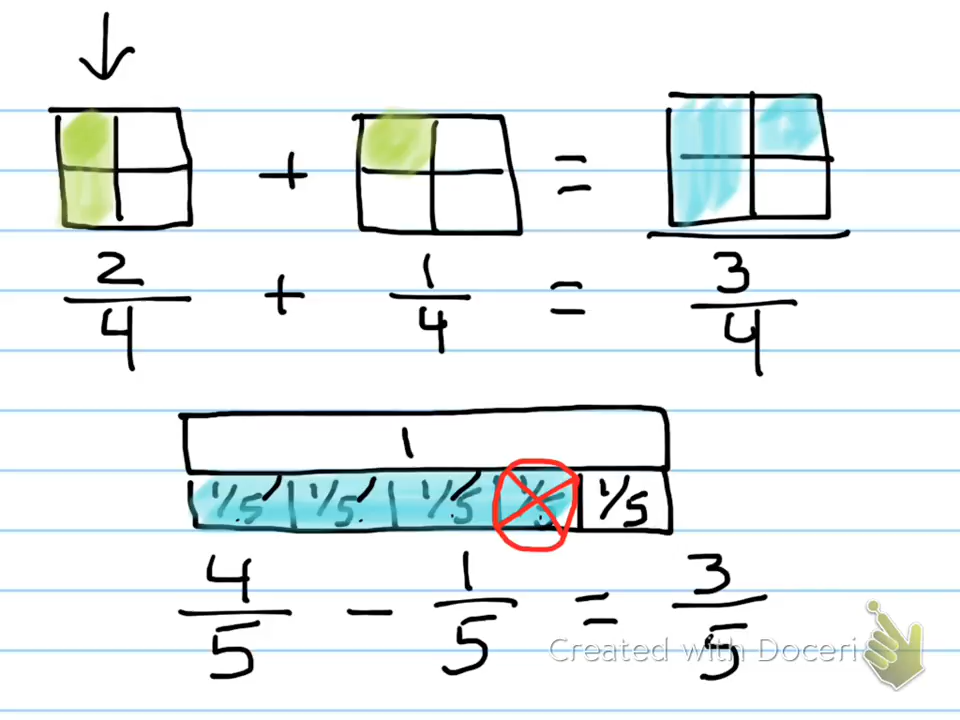 + =
2/4 + 1/4 = 3/4
1
1/5 1/5 1/5 1/5 1/5
4/5 - 1/5 = 3/5
Created with Doceri